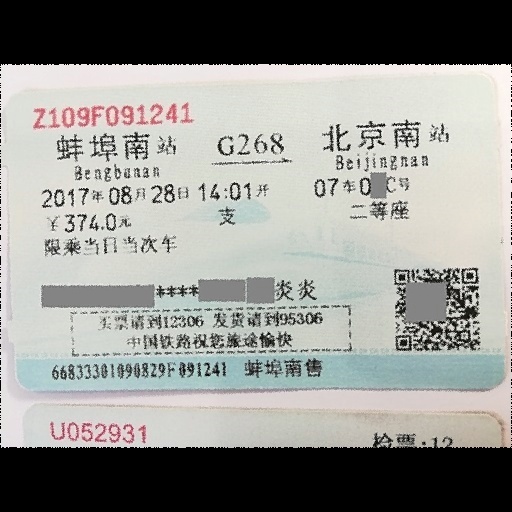 Z109F091241
蚌埠南站 G268 北京南站
Bengbunan Beijingnan
2017年08月28日14:01开 07车0 C号
¥374.0元 支 二等座
限乘当日当次车
**** 炎炎
买票请到12306 发货请到95306
中国铁路祝您旅途愉快
66833301090829F091241 蚌埠南售
U052931 检票:12